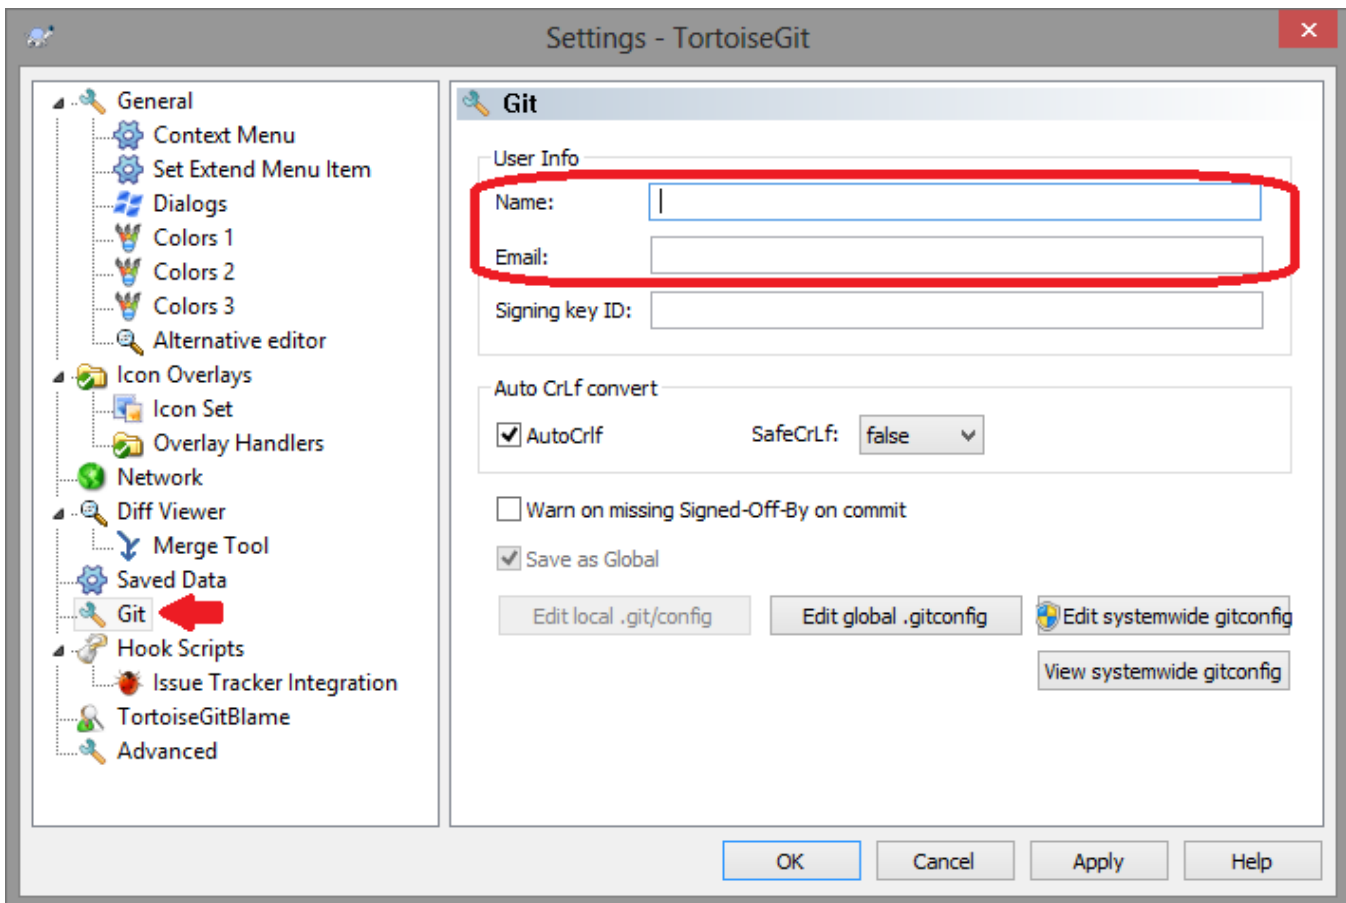 Settings - TortoiseGit
General
Context Menu
Set Extend Menu Item
Dialogs
Colors 1
Colors 2
Colors 3
Alternative editor
Icon Overlays
Icon Set
Overlay Handlers
Network
Diff Viewer
Merge Tool
Saved Data
Git
Hook Scripts
Issue Tracker Integration
TortoiseGitBlame
Advanced
Git
User Info
Name:
Email:
Signing key ID:
Auto CrLf convert
AutoCrlf SafeCrLf: false
Warn on missing Signed-Off-By on commit
Save as Global
Edit local .git/config Edit global .gitconfig Edit systemwide gitconfig
View systemwide gitconfig
OK Cancel Apply Help